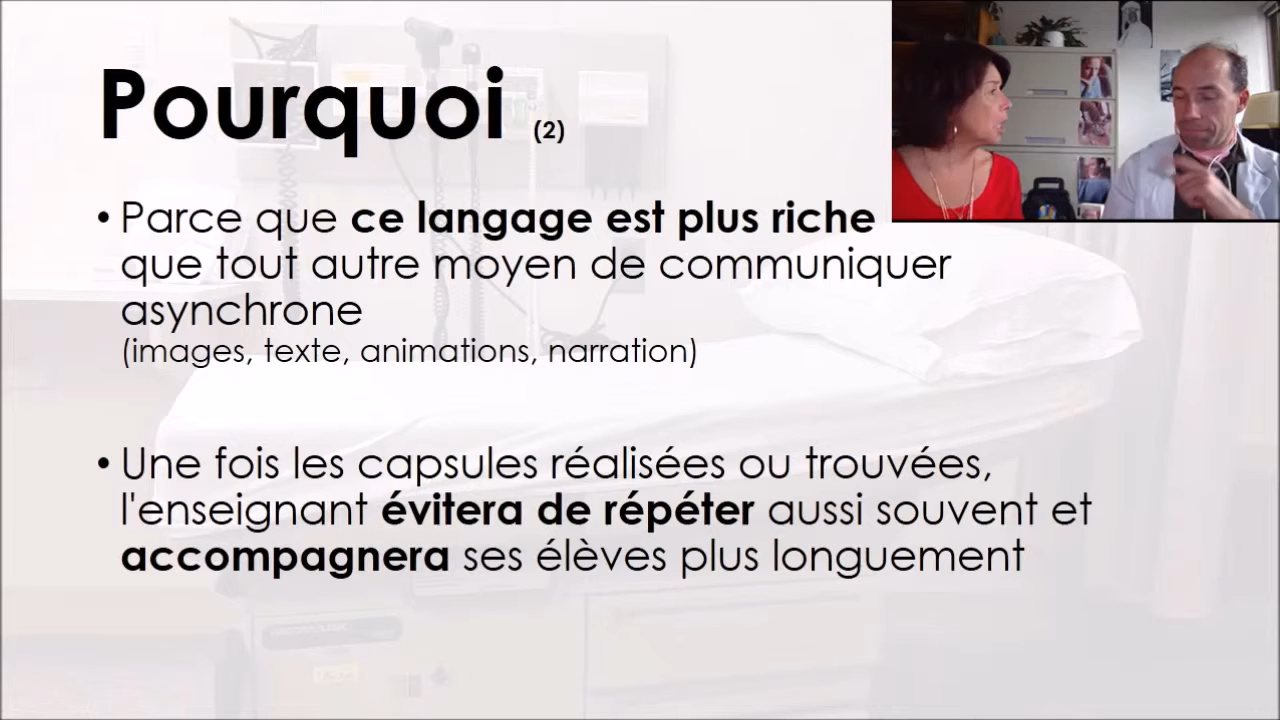 Pourquoi (2)
• Parce que ce langage est plus riche
que tout autre moyen de communiquer
asynchrone
(images, texte, animations, narration)
• Une fois les capsules réalisées ou trouvées,
l'enseignant évitera de répéter aussi souvent et
accompagnera ses élèves plus longuement